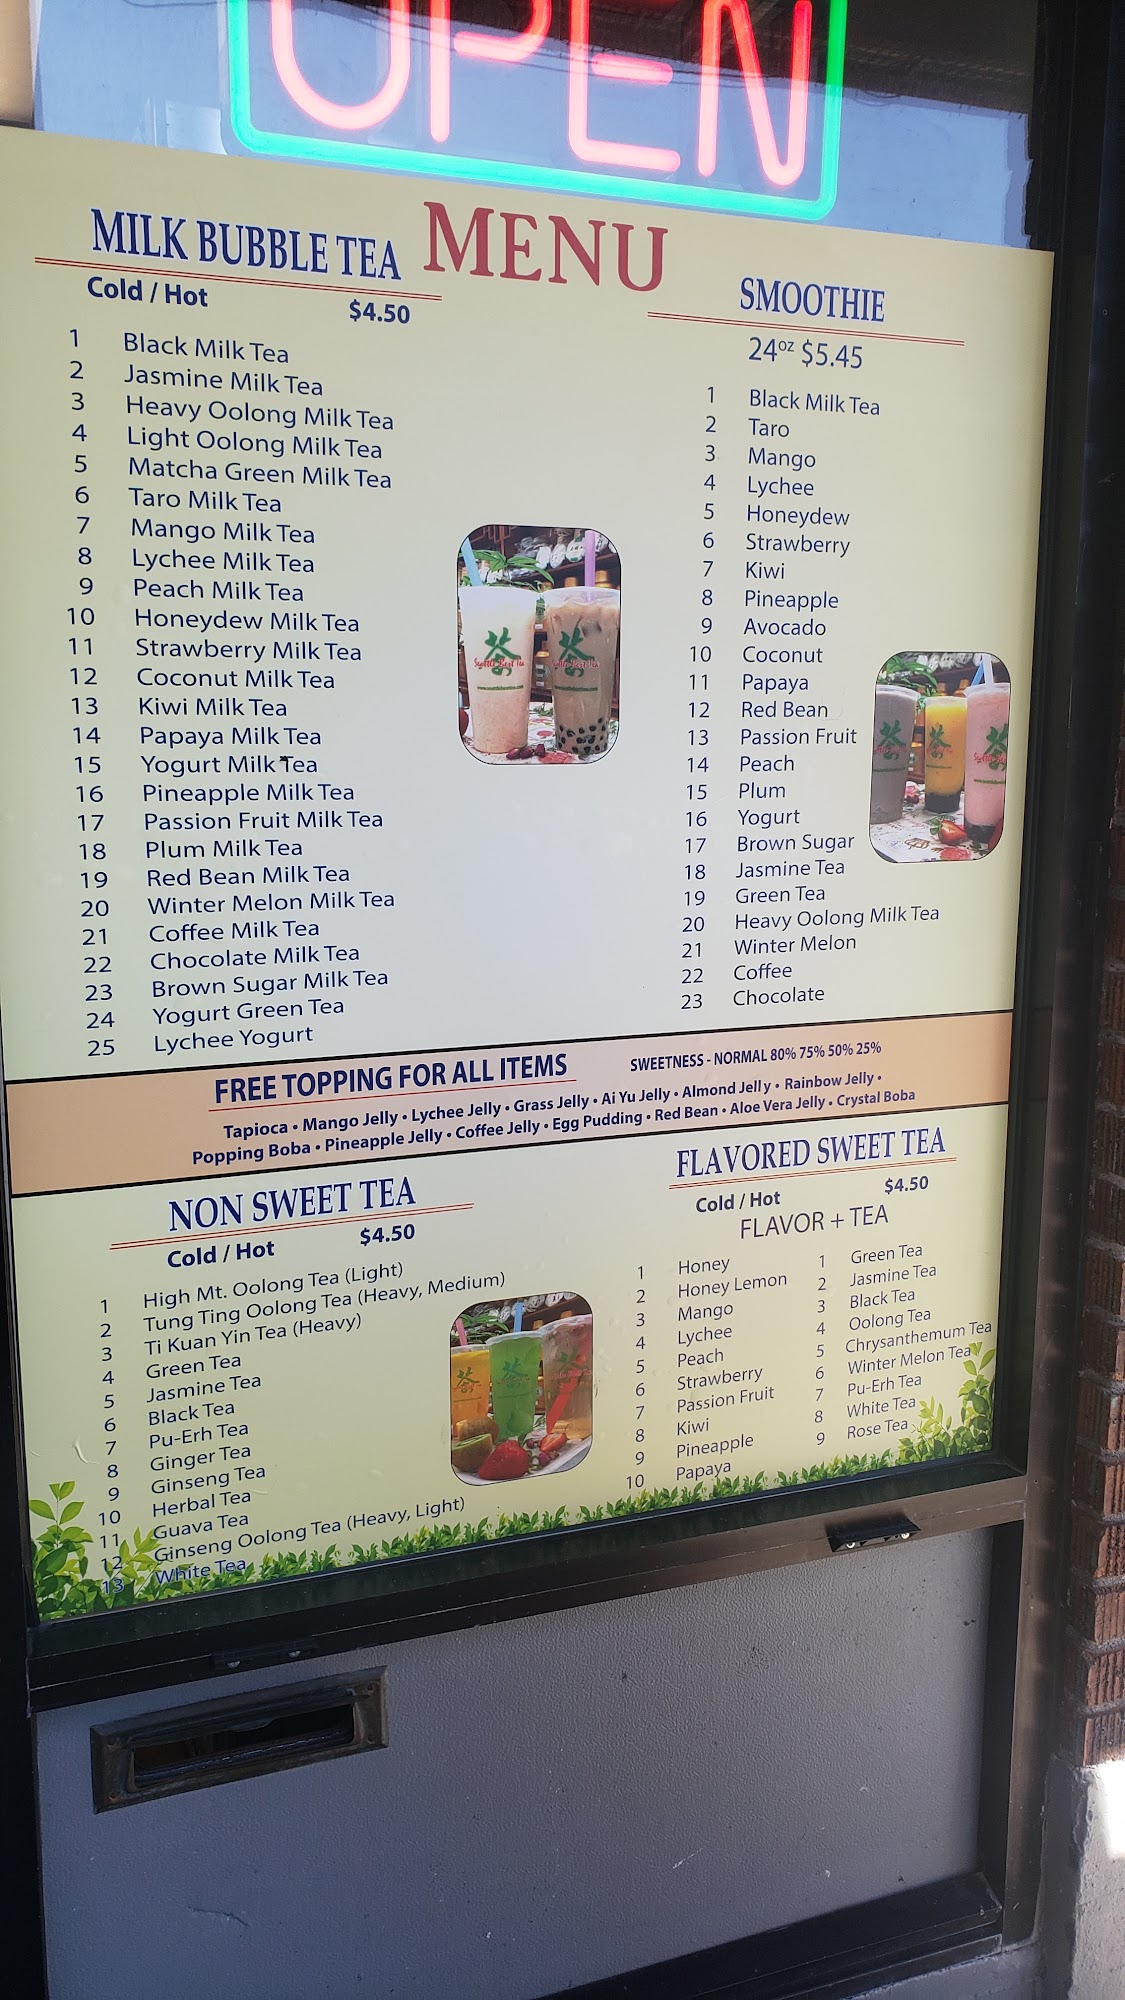 OPEN
MENU
MILK BUBBLE TEA
Cold / Hot $4.50
1 Black Milk Tea
2 Jasmine Milk Tea
3 Heavy Oolong Milk Tea
4 Light Oolong Milk Tea
5 Matcha Green Milk Tea
6 Taro Milk Tea
7 Mango Milk Tea
8 Lychee Milk Tea
9 Peach Milk Tea
10 Honeydew Milk Tea
11 Strawberry Milk Tea
12 Coconut Milk Tea
13 Kiwi Milk Tea
14 Papaya Milk Tea
15 Yogurt Milk Tea
16 Pineapple Milk Tea
17 Passion Fruit Milk Tea
18 Plum Milk Tea
19 Red Bean Milk Tea
20 Winter Melon Milk Tea
21 Coffee Milk Tea
22 Chocolate Milk Tea
23 Brown Sugar Milk Tea
24 Yogurt Green Tea
25 Lychee Yogurt
SMOOTHIE
24oz $5.45
1 Black Milk Tea
2 Taro
3 Mango
4 Lychee
5 Honeydew
6 Strawberry
7 Kiwi
8 Pineapple
9 Avocado
10 Coconut
11 Papaya
12 Red Bean
13 Passion Fruit
14 Peach
15 Plum
16 Yogurt
17 Brown Sugar
18 Jasmine Tea
19 Green Tea
20 Heavy Oolong Milk Tea
21 Winter Melon
22 Coffee
23 Chocolate
FREE TOPPING FOR ALL ITEMS SWEETNESS - NORMAL 80% 75% 50% 25%
Tapioca • Mango Jelly • Lychee Jelly • Grass Jelly • Ai Yu Jelly • Almond Jelly • Rainbow Jelly •
Popping Boba • Pineapple Jelly • Coffee Jelly • Egg Pudding • Red Bean • Aloe Vera Jelly • Crystal Boba
NON SWEET TEA
Cold / Hot $4.50
1 High Mt. Oolong Tea (Light)
2 Tung Ting Oolong Tea (Heavy, Medium)
3 Ti Kuan Yin Tea (Heavy)
4 Green Tea
5 Jasmine Tea
6 Black Tea
7 Pu-Erh Tea
8 Ginger Tea
9 Ginseng Tea
10 Herbal Tea
11 Guava Tea
12 Ginseng Oolong Tea (Heavy, Light)
13 White Tea
FLAVORED SWEET TEA
Cold / Hot $4.50
FLAVOR + TEA
1 Honey
2 Honey Lemon
3 Mango
4 Lychee
5 Peach
6 Strawberry
7 Passion Fruit
8 Kiwi
9 Pineapple
10 Papaya
1 Green Tea
2 Jasmine Tea
3 Black Tea
4 Oolong Tea
5 Chrysanthemum Tea
6 Winter Melon Tea
7 Pu-Erh Tea
8 White Tea
9 Rose Tea